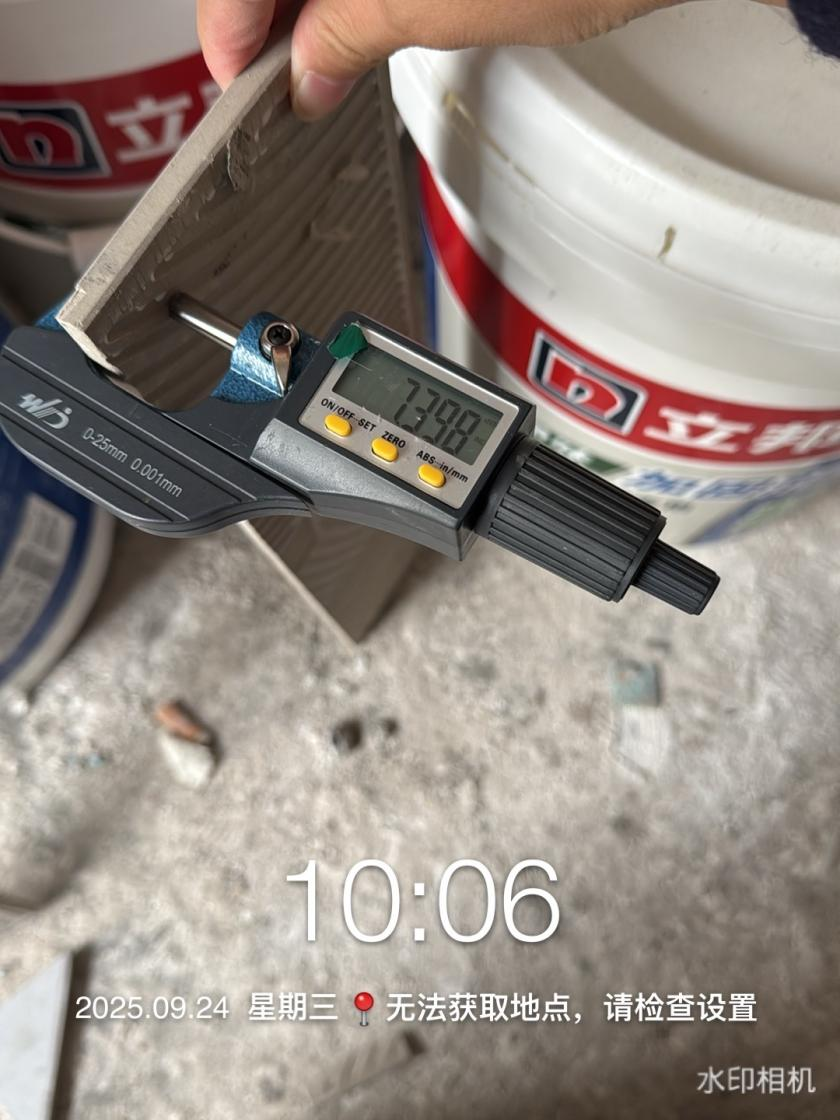 立邦
立邦
7.398
ON/OFF SET
ZERO
ABS in/mm
0-25mm 0.001mm
10:06
2025.09.24 星期三 📍无法获取地点，请检查设置
水印相机